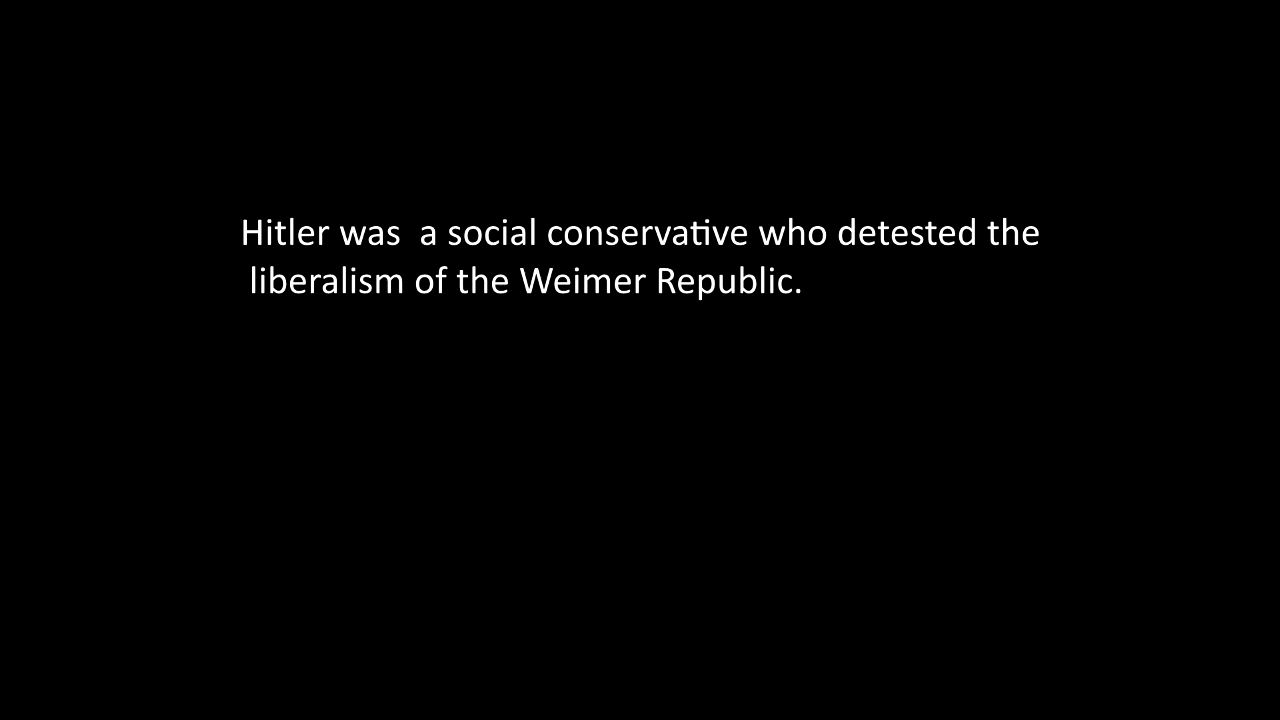 Hitler was  a social conservative who detested the
liberalism of the Weimer Republic.